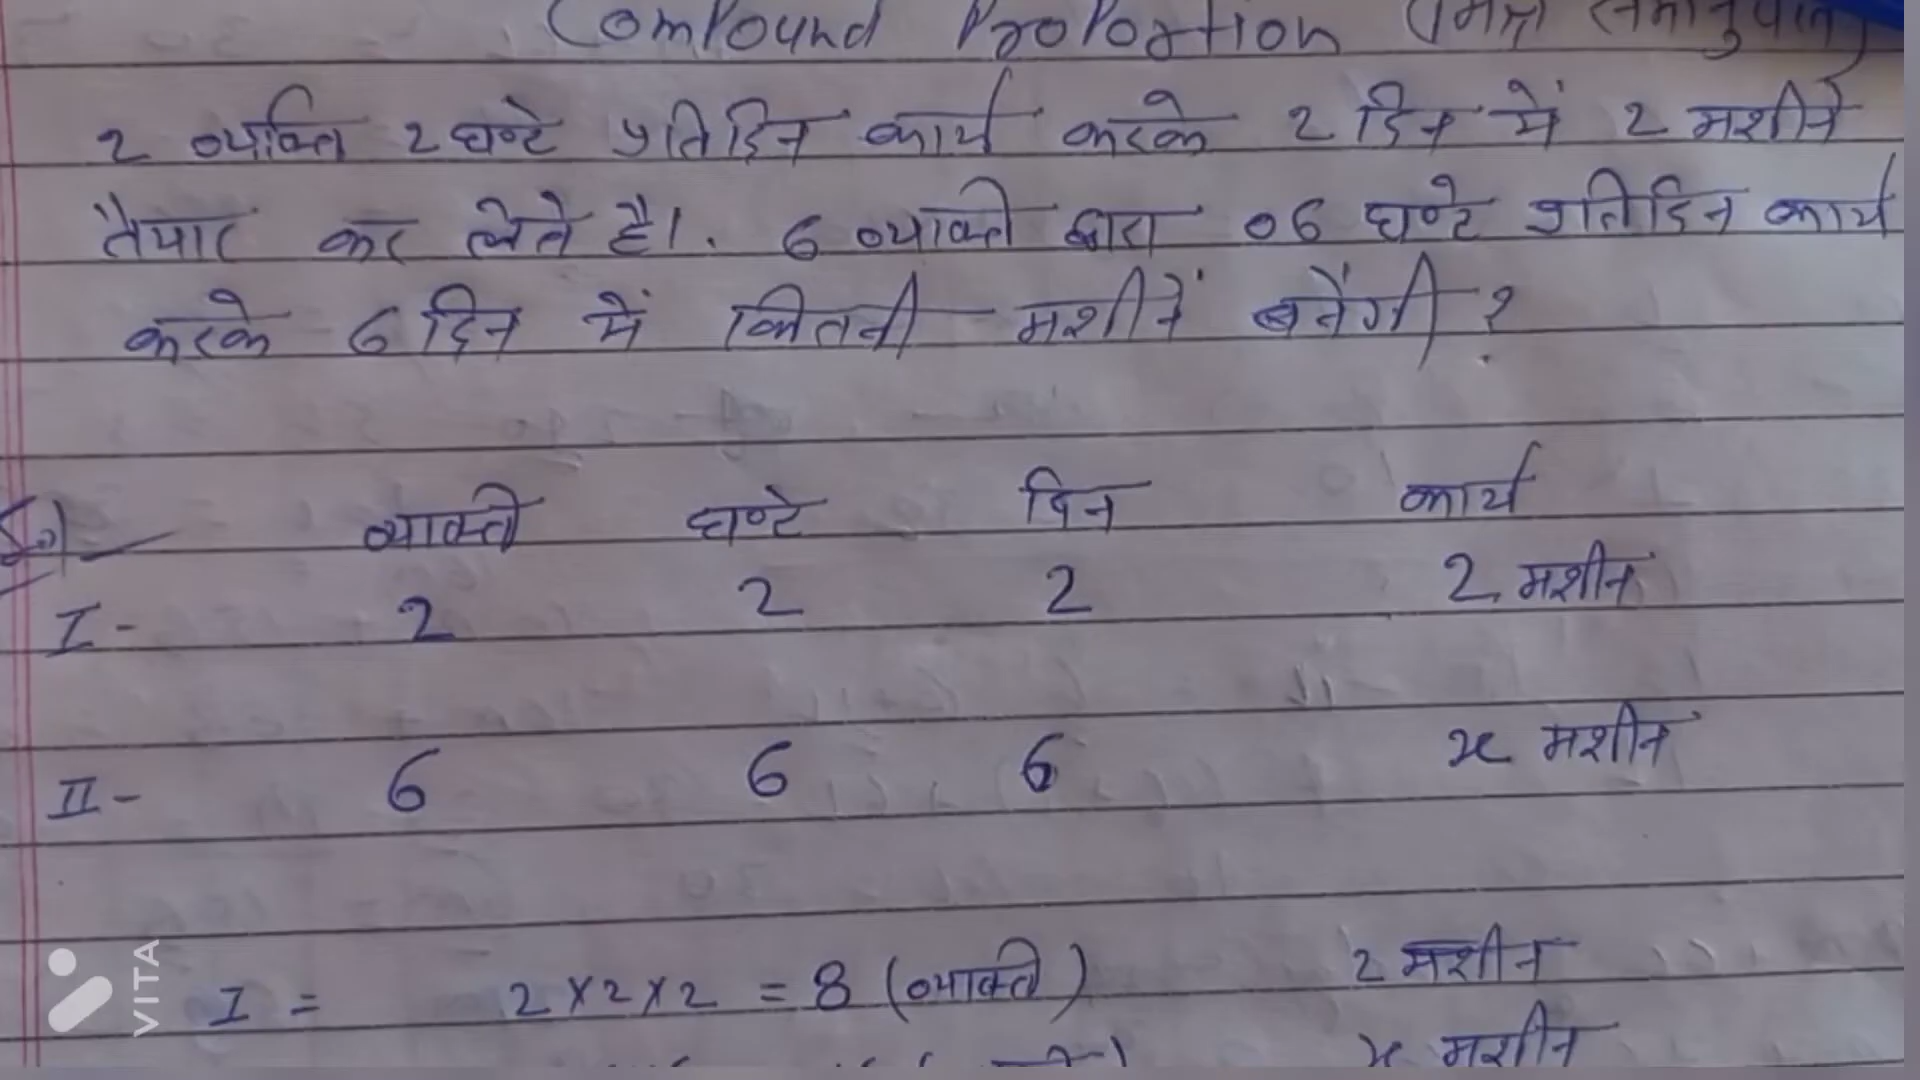 Compound Proportion (मिश्र समानुपात)
2 व्यक्ति 2 घण्टे प्रतिदिन कार्य करके 2 दिन में 2 मशीने
तैयार कर लेते है।. 6 व्यक्ति द्वारा 06 घण्टे प्रतिदिन कार्य
करके 6 दिन में कितनी मशीनें बनेंगी ?
व्यक्ति घण्टे दिन कार्य
I- 2 2 2 2 मशीन
II- 6 6 6 x मशीन
I = 2×2×2 = 8 (व्यक्ति) 2 मशीन
x मशीन
VITA